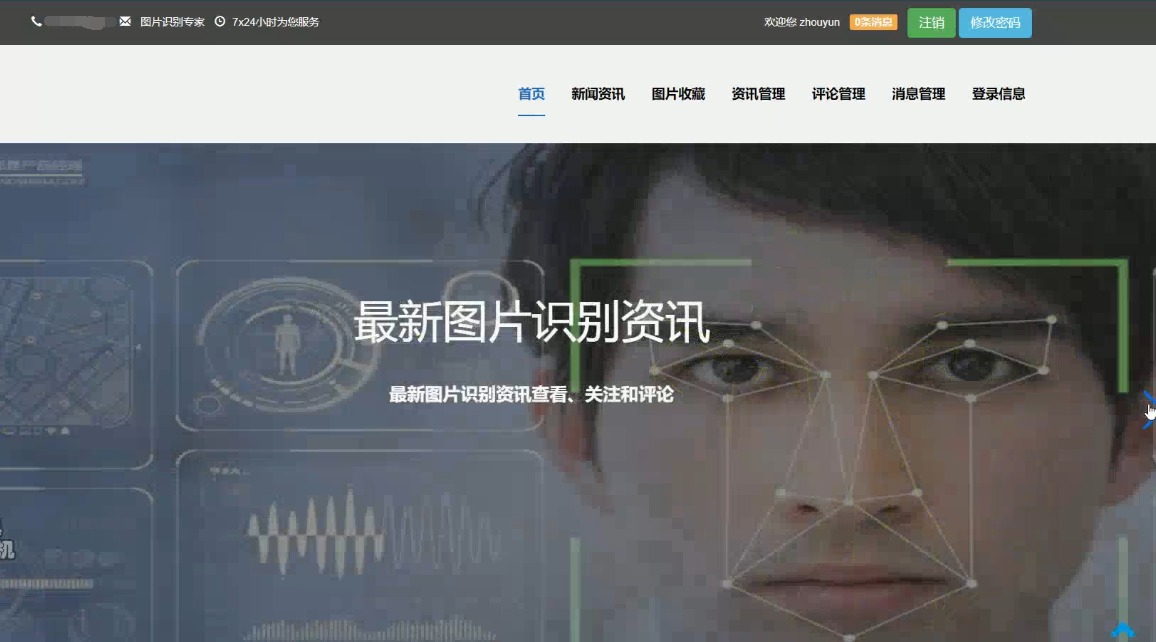 图片识别专家 7x24小时为您服务 欢迎您 zhouyun 0条消息 注销 修改密码
首页 新闻资讯 图片收藏 资讯管理 评论管理 消息管理 登录信息
最新图片识别资讯
最新图片识别资讯查看、关注和评论
机